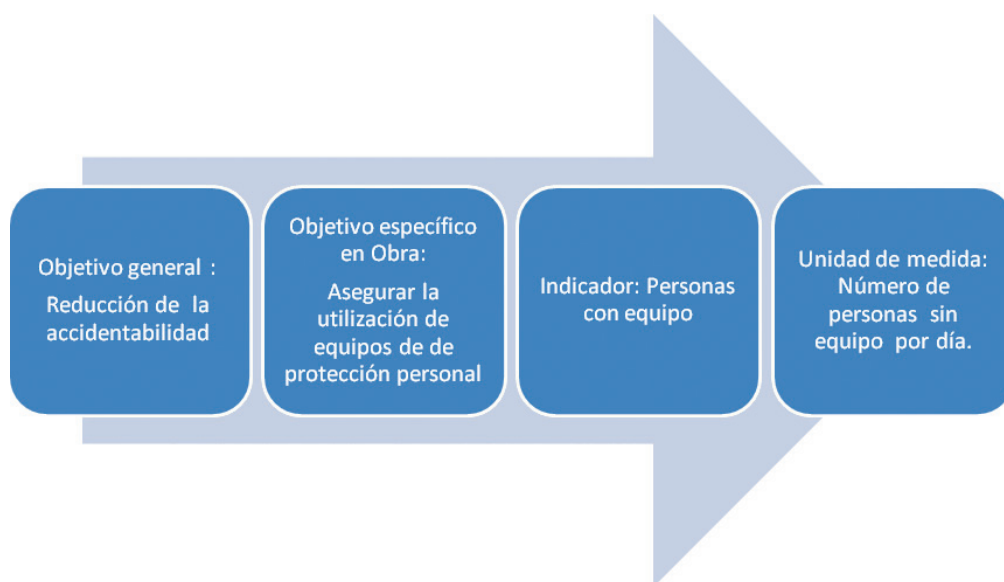 Objetivo general :
Reducción de la
accidentabilidad
Objetivo específico
en Obra:
Asegurar la
utilización de
equipos de de
protección personal
Indicador: Personas
con equipo
Unidad de medida:
Número de
personas sin
equipo por día.